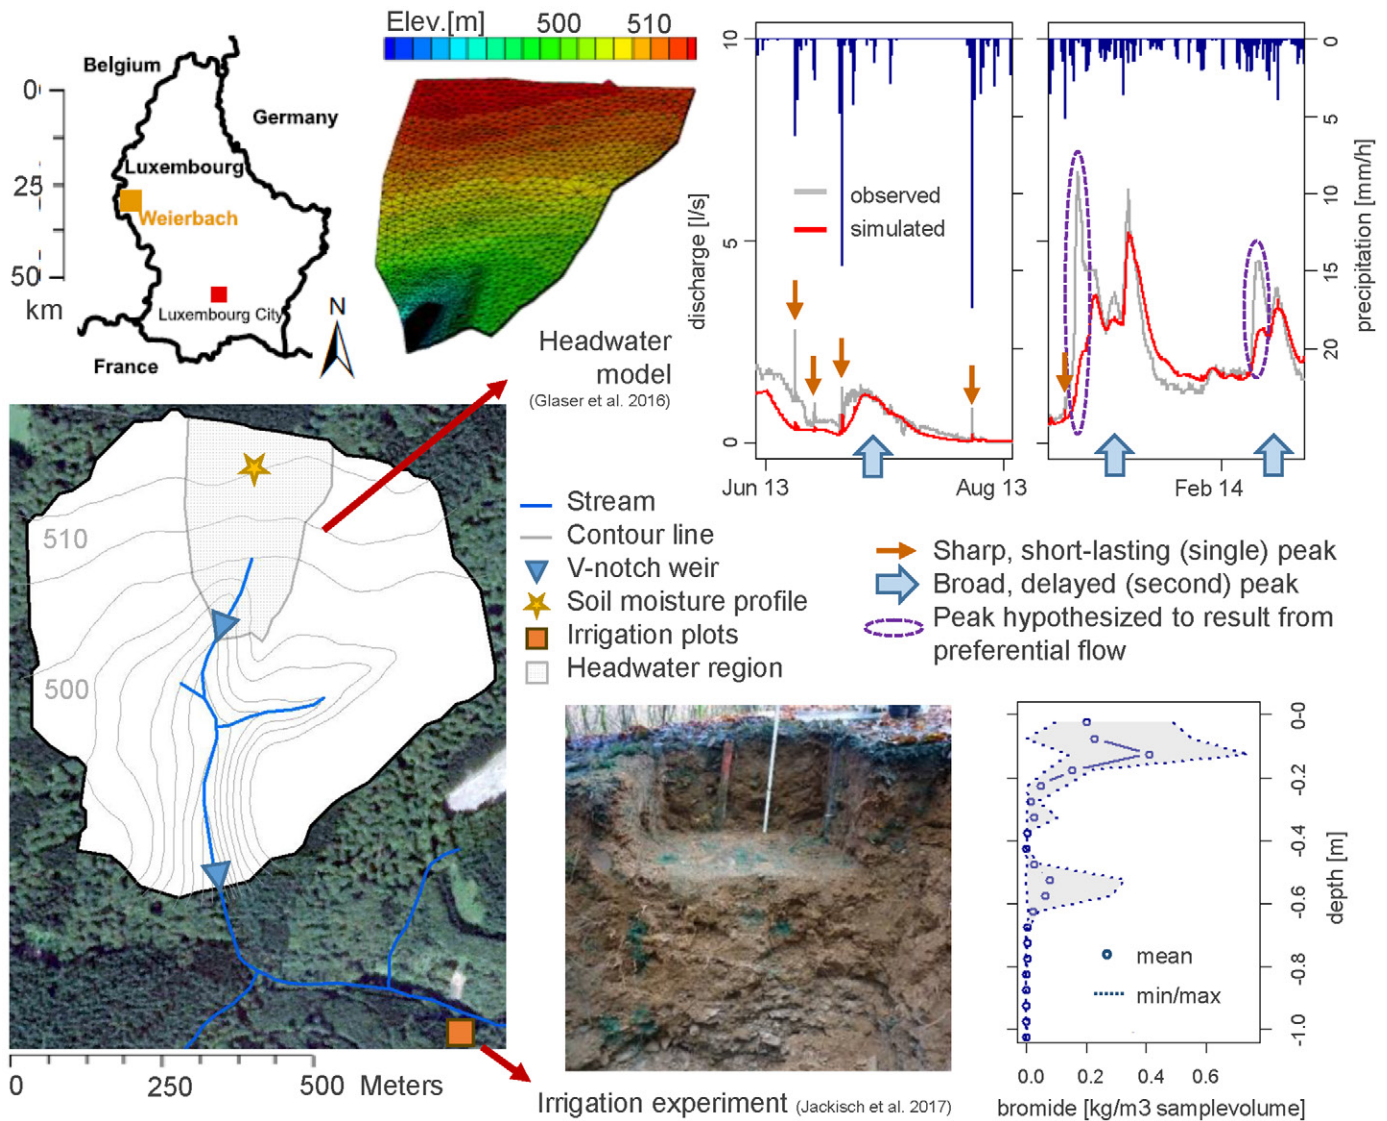 Belgium
Germany
Luxembourg
Weierbach
Luxembourg City
France
0
25
50
km
N
Elev.[m] 500 510
Headwater
model
(Glaser et al. 2016)
10
5
0
discharge [l/s]
observed
simulated
Jun 13
Aug 13
Feb 14
0
5
10
15
20
precipitation [mm/h]
510
500
0 250 500 Meters
Stream
Contour line
V-notch weir
Soil moisture profile
Irrigation plots
Headwater region
Sharp, short-lasting (single) peak
Broad, delayed (second) peak
Peak hypothesized to result from
preferential flow
Irrigation experiment (Jackisch et al. 2017)
0-0
-0.2
-0.4
-0.6
-0.8
-1.0
depth [m]
mean
min/max
0.0 0.2 0.4 0.6
bromide [kg/m3 samplevolume]